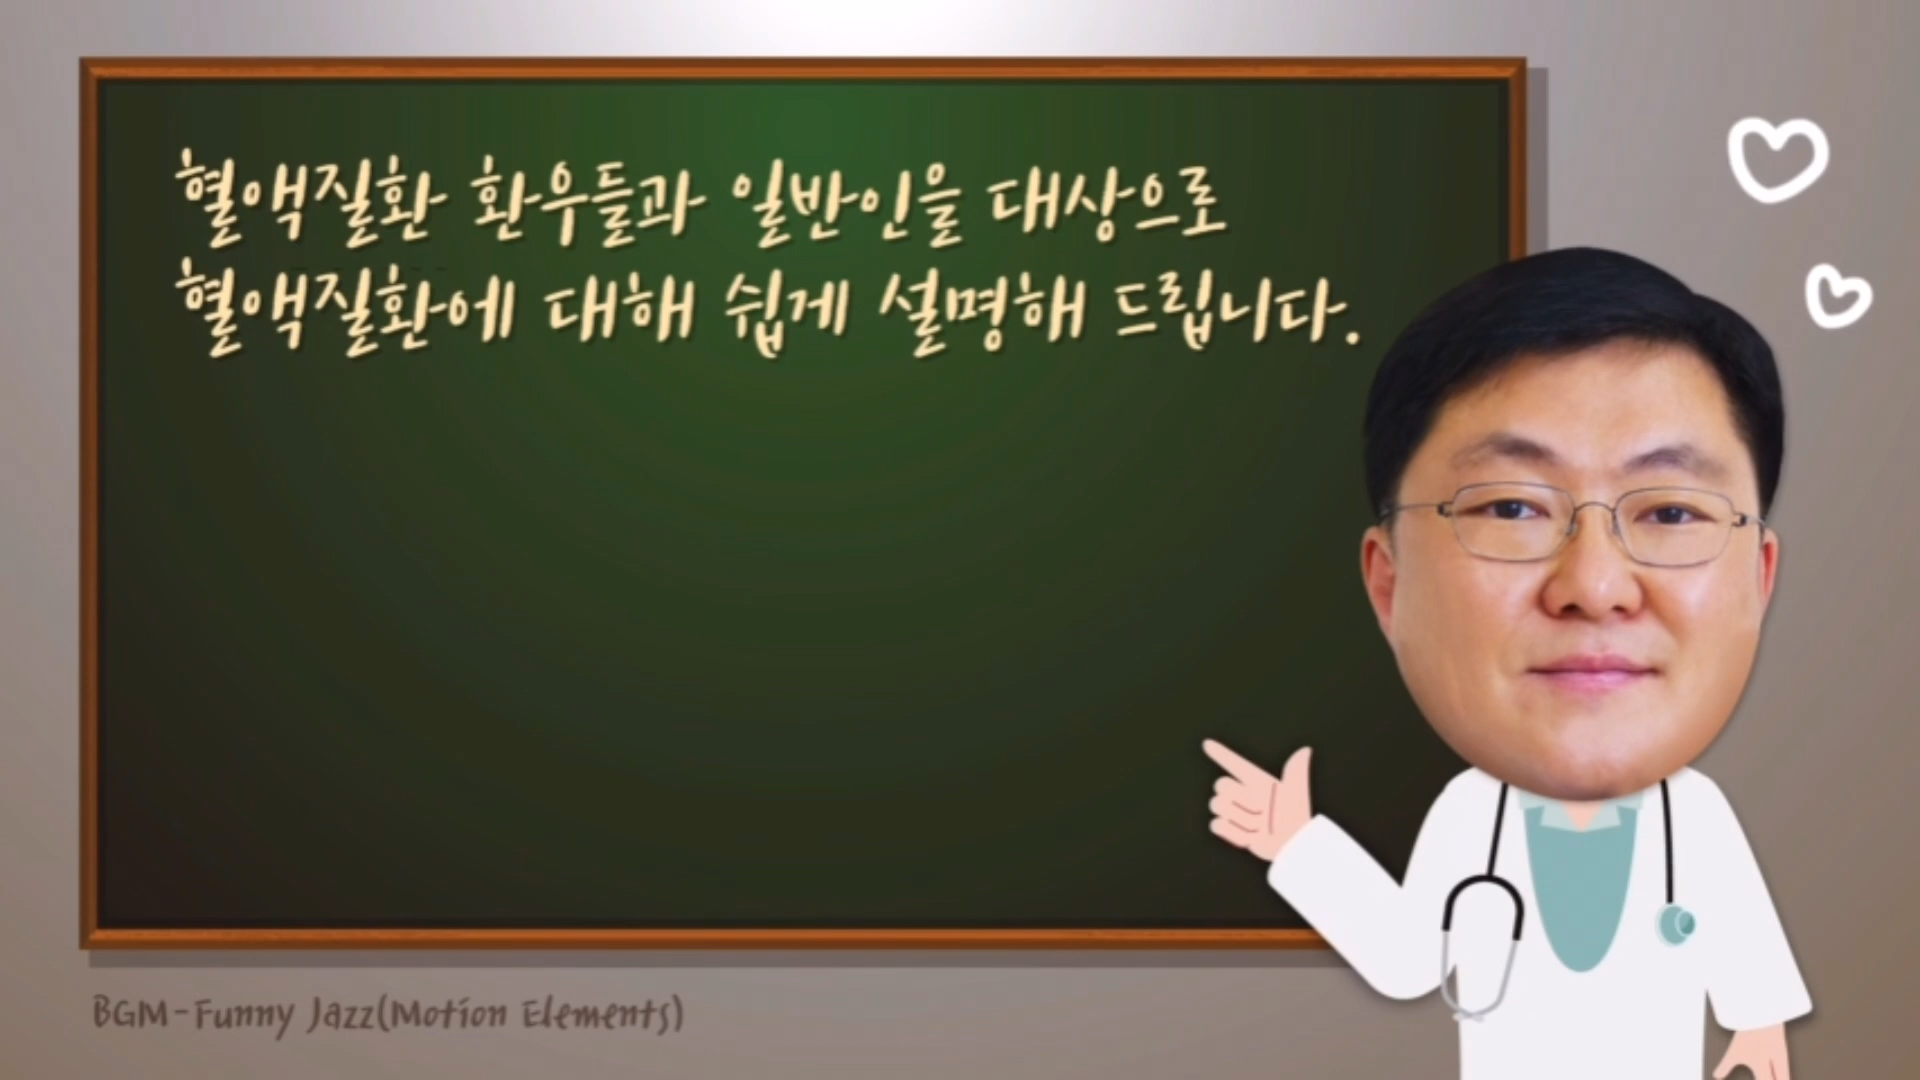 혈액질환 환우들과 일반인을 대상으로
혈액질환에 대해 쉽게 설명해 드립니다.
BGM-Funny Jazz(Motion Elements)